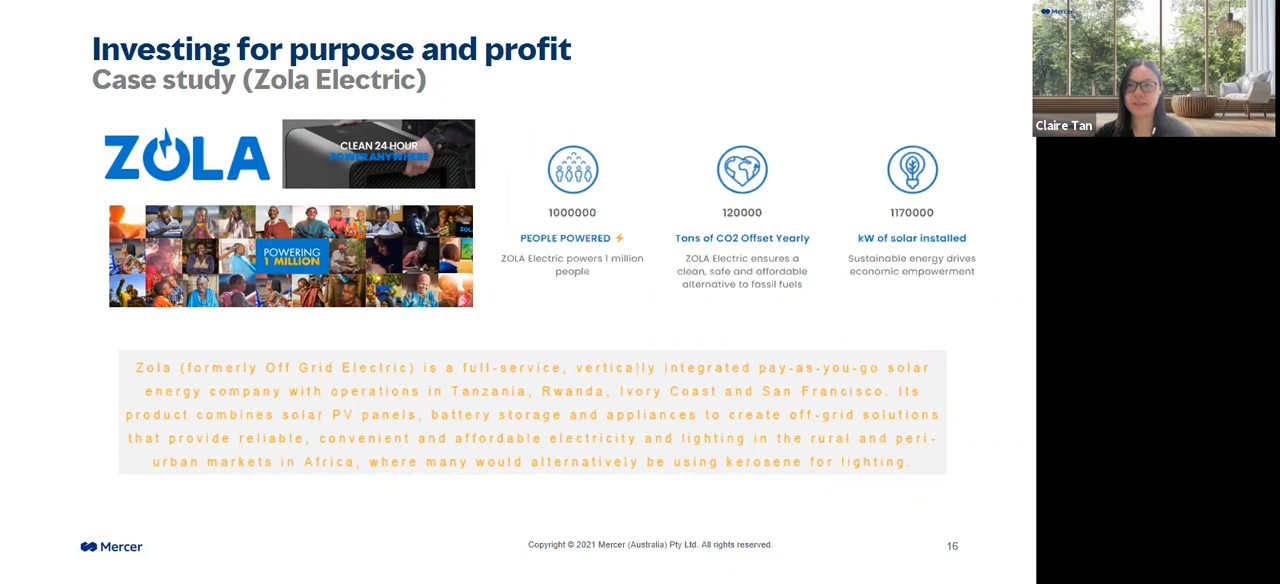 Investing for purpose and profit
Case study (Zola Electric)
ZOLA
CLEAN 24 HOUR
POWER ANYWHERE
POWERING
1 MILLION
1000000
PEOPLE POWERED ⚡
ZOLA Electric powers 1 million
people
120000
Tons of CO2 Offset Yearly
ZOLA Electric ensures a
clean, safe and affordable
alternative to fossil fuels
1170000
kW of solar installed
Sustainable energy drives
economic empowerment
Zola (formerly Off Grid Electric) is a full-service, vertically integrated pay-as-you-go solar
energy company with operations in Tanzania, Rwanda, Ivory Coast and San Francisco. Its
product combines solar PV panels, battery storage and appliances to create off-grid solutions
that provide reliable, convenient and affordable electricity and lighting in the rural and peri-
urban markets in Africa, where many would alternatively be using kerosene for lighting.
Mercer
Copyright © 2021 Mercer (Australia) Pty Ltd. All rights reserved.
16
Mercer
Claire Tan